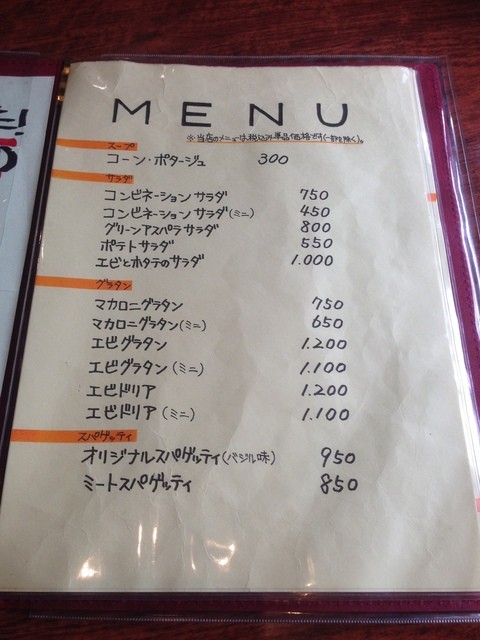 MENU
※当店のメニューは税込み単品価格です(一部を除く)。
スープ
コーン・ポタージュ 300
サラダ
コンビネーションサラダ 750
コンビネーションサラダ(ミニ) 450
グリーンアスパラサラダ 800
ポテトサラダ 550
エビとホタテのサラダ 1.000
グラタン
マカロニグラタン 750
マカロニグラタン(ミニ) 650
エビグラタン 1.200
エビグラタン(ミニ) 1.100
エビドリア 1.200
エビドリア(ミニ) 1.100
スパゲッティ
オリジナルスパゲッティ(バジル味) 950
ミートスパゲッティ 850